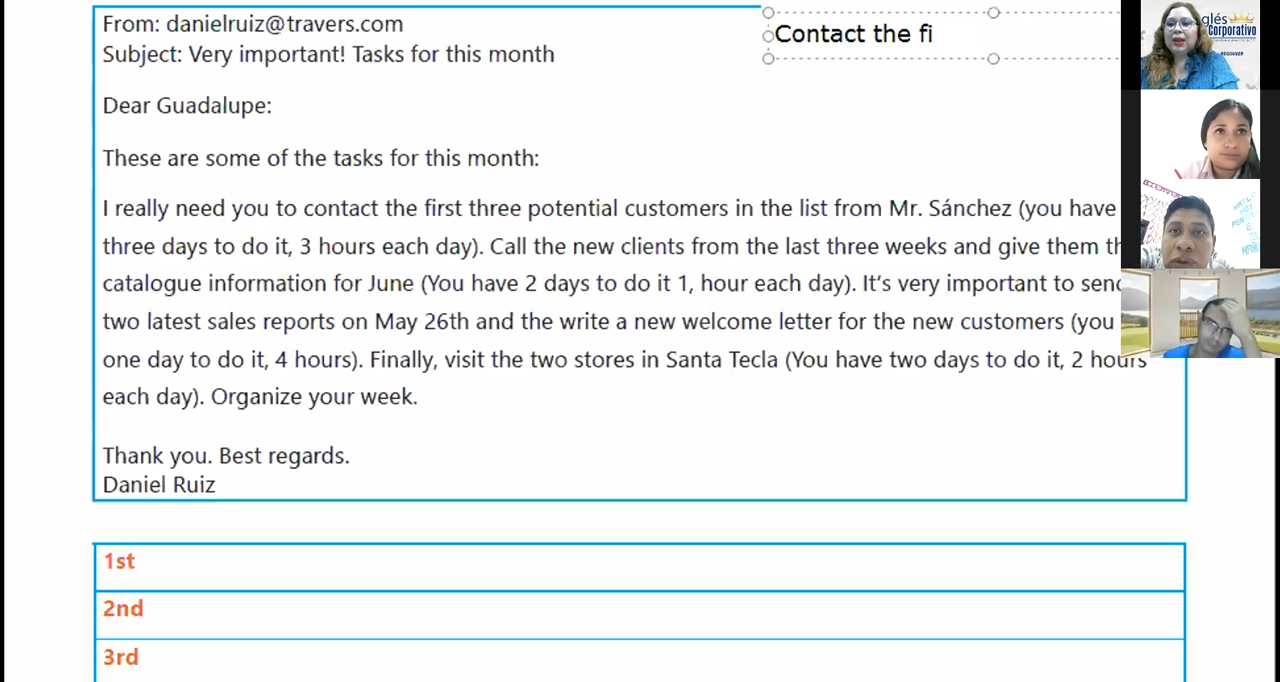 From: danielruiz@travers.com
Subject: Very important! Tasks for this month
Contact the fi
Dear Guadalupe:
These are some of the tasks for this month:
I really need you to contact the first three potential customers in the list from Mr. Sánchez (you have
three days to do it, 3 hours each day). Call the new clients from the last three weeks and give them
catalogue information for June (You have 2 days to do it 1, hour each day). It's very important to
two latest sales reports on May 26th and the write a new welcome letter for the new customers (you
one day to do it, 4 hours). Finally, visit the two stores in Santa Tecla (You have two days to do it, 2 hours
each day). Organize your week.
Thank you. Best regards.
Daniel Ruiz
1st
2nd
3rd
glés
Corporativo
BEGINNER